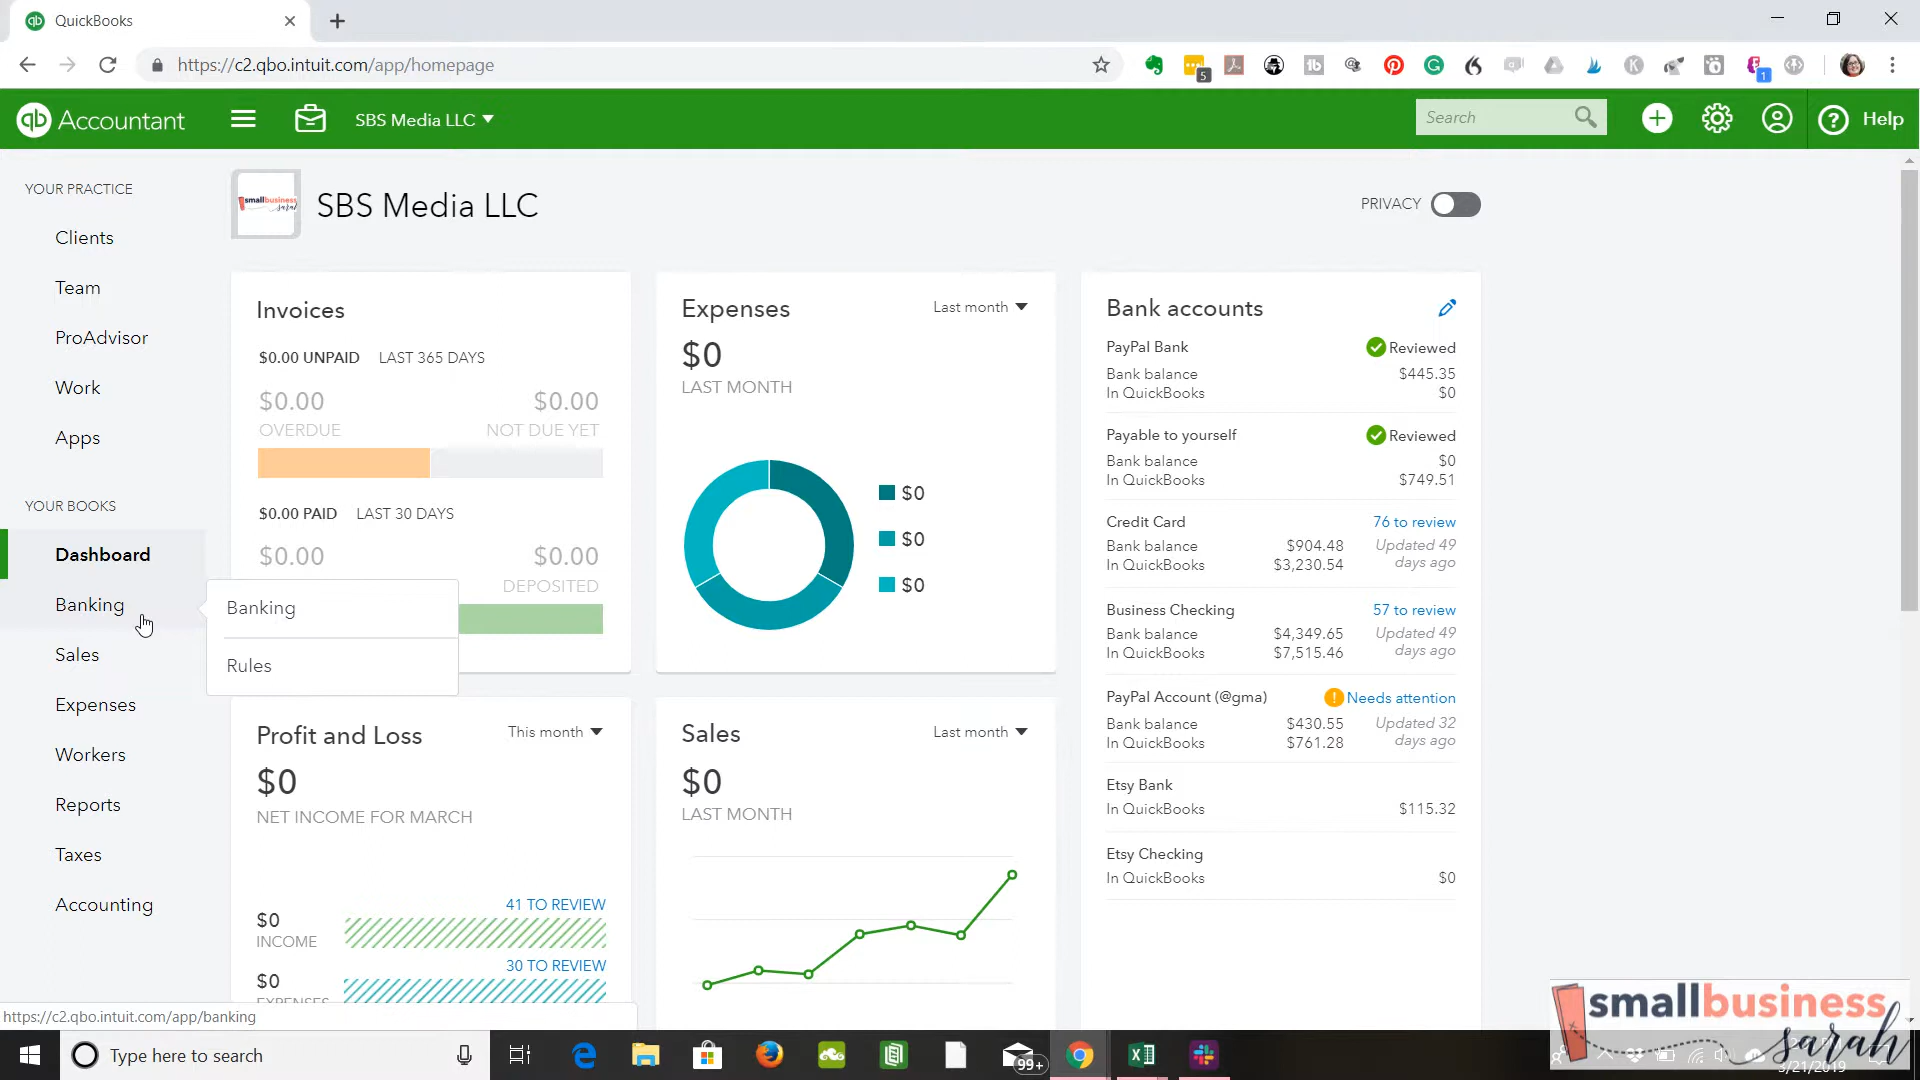 QuickBooks
https://c2.qbo.intuit.com/app/homepage
5
1
qb Accountant
SBS Media LLC
Search
Help
YOUR PRACTICE
Clients
Team
ProAdvisor
Work
Apps
YOUR BOOKS
Dashboard
Banking
Sales
Expenses
Workers
Reports
Taxes
Accounting
Banking
Rules
smallbusiness
sarah
SBS Media LLC
PRIVACY
Invoices
$0.00 UNPAID LAST 365 DAYS
$0.00 $0.00
OVERDUE NOT DUE YET
$0.00 PAID LAST 30 DAYS
$0.00 $0.00
DEPOSITED
Expenses Last month
$0
LAST MONTH
$0
$0
$0
Bank accounts
PayPal Bank Reviewed
Bank balance $445.35
In QuickBooks $0
Payable to yourself Reviewed
Bank balance $0
In QuickBooks $749.51
Credit Card 76 to review
Bank balance $904.48 Updated 49
In QuickBooks $3,230.54 days ago
Business Checking 57 to review
Bank balance $4,349.65 Updated 49
In QuickBooks $7,515.46 days ago
PayPal Account (@gma) Needs attention
Bank balance $430.55 Updated 32
In QuickBooks $761.28 days ago
Etsy Bank
In QuickBooks $115.32
Etsy Checking
In QuickBooks $0
Profit and Loss This month
$0
NET INCOME FOR MARCH
41 TO REVIEW
$0
INCOME
30 TO REVIEW
$0
EXPENSES
Sales Last month
$0
LAST MONTH
https://c2.qbo.intuit.com/app/banking
Type here to search
99+
smallbusiness
sarah
3/21/2019